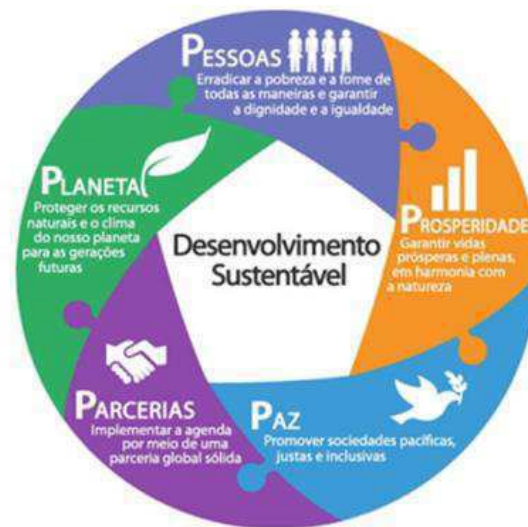 PESSOAS
Erradicar a pobreza e a fome de
todas as maneiras e garantir
a dignidade e a igualdade
PROSPERIDADE
Garantir vidas
prósperas e plenas,
em harmonia com
a natureza
PAZ
Promover sociedades pacíficas,
justas e inclusivas
PARCERIAS
Implementar a agenda
por meio de uma
parceria global sólida
PLANETA
Proteger os recursos
naturais e o clima
do nosso planeta
para as gerações
futuras
Desenvolvimento
Sustentável